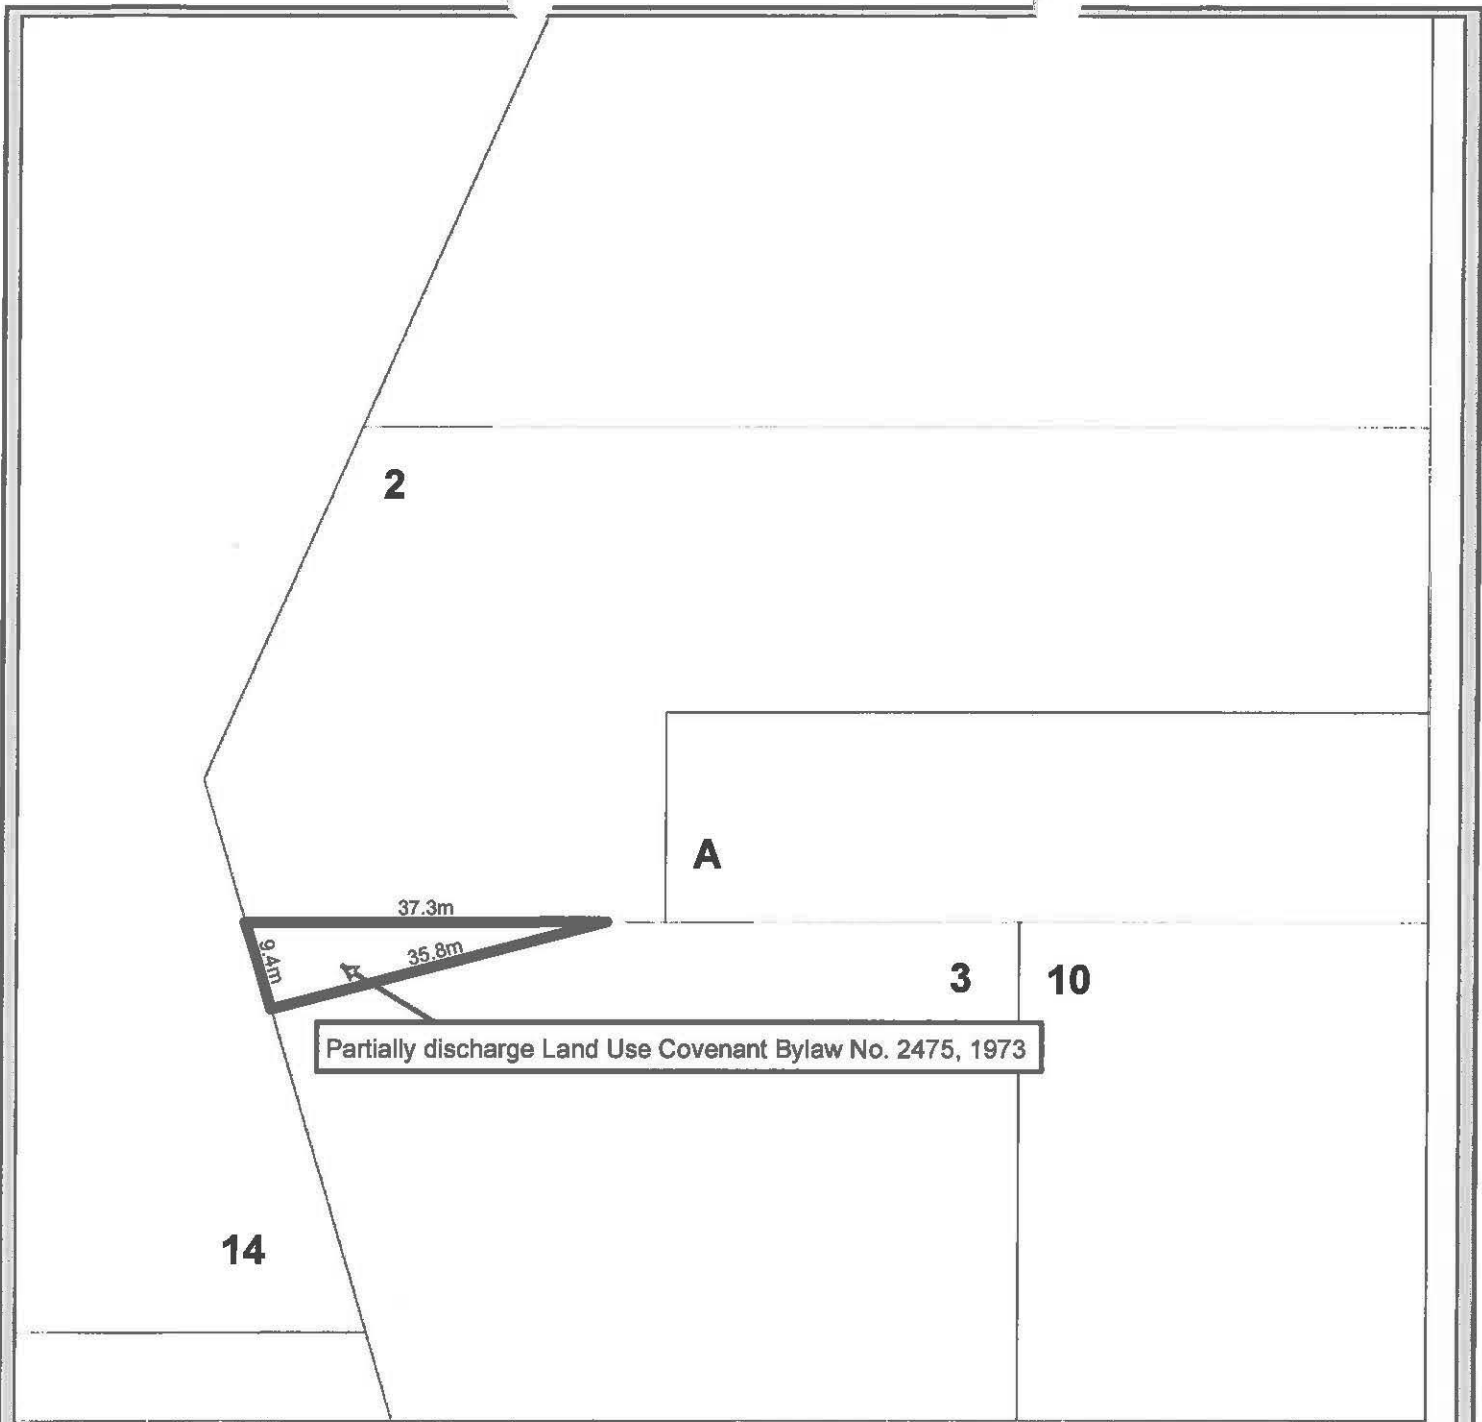 2
A
37.3m
9.4m
35.8m
3
10
Partially discharge Land Use Covenant Bylaw No. 2475, 1973
14